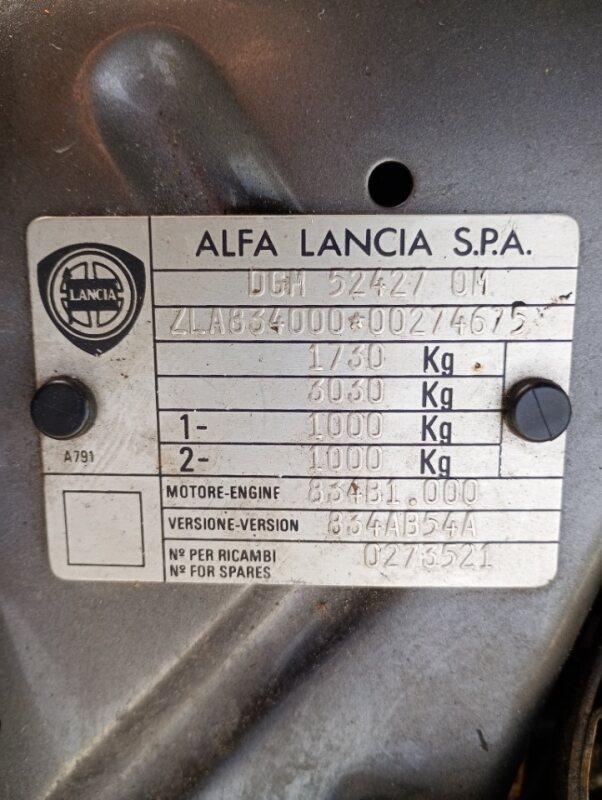 ALFA LANCIA S.P.A.
LANCIA
DGM 52427 OM
ZLA834000*00274675
1730 Kg
3030 Kg
1- 1000 Kg
2- 1000 Kg
A791
MOTORE-ENGINE 834B1.000
VERSIONE-VERSION 834AB54A
Nº PER RICAMBI 0273521
Nº FOR SPARES